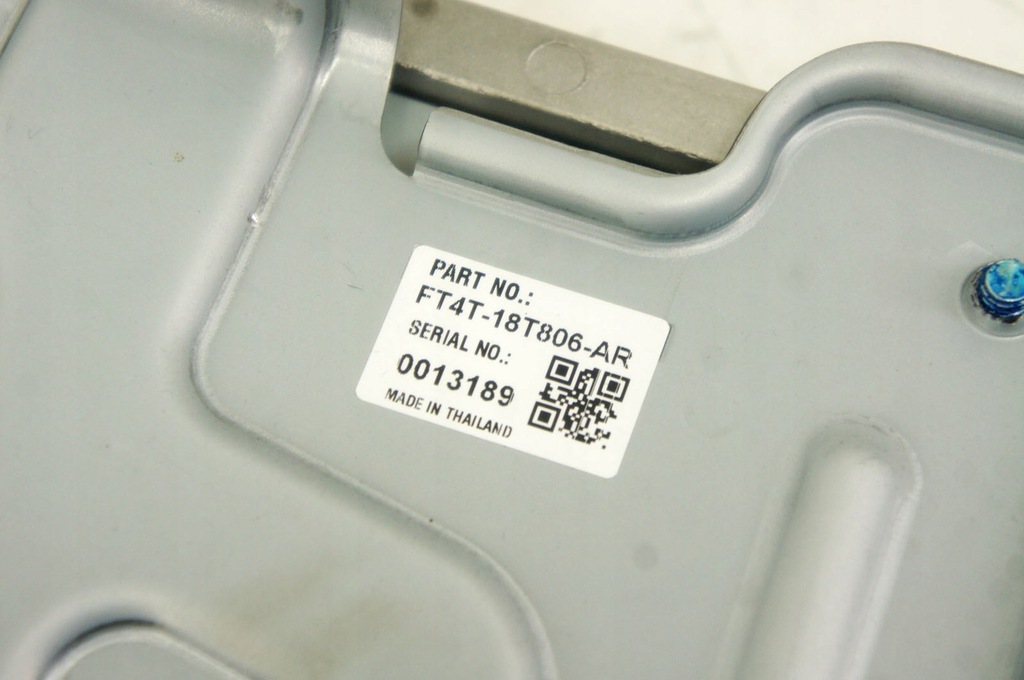 PART NO.:
FT4T-18T806-AR
SERIAL NO.:
0013189
MADE IN THAILAND